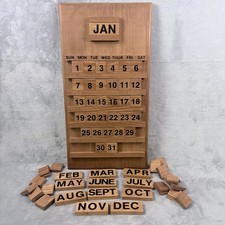 JAN
SUN MON TUE WED THUR FRI SAT
1 2 3 4 5 6
7 8 9 10 11 12
13 14 15 16 17 18
19 20 21 22 23 24
25 26 27 28 29
30 31
FEB MAR APR
MAY JUNE JULY
AUG SEPT OCT
NOV DEC